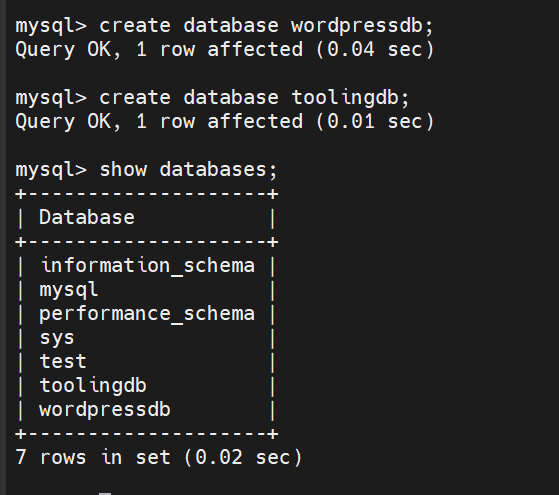 mysql> create database wordpressdb;
Query OK, 1 row affected (0.04 sec)
mysql> create database toolingdb;
Query OK, 1 row affected (0.01 sec)
mysql> show databases;
+--------------------+
| Database           |
+--------------------+
| information_schema |
| mysql              |
| performance_schema |
| sys                |
| test               |
| toolingdb          |
| wordpressdb        |
+--------------------+
7 rows in set (0.02 sec)